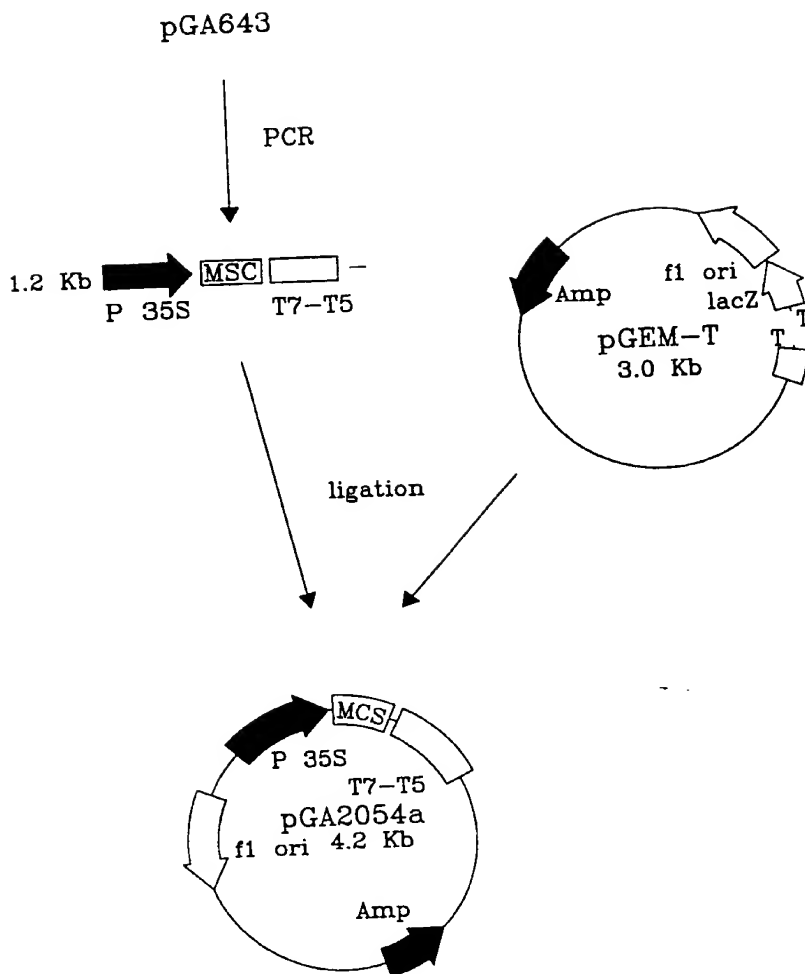 pGA643
PCR
1.2 Kb
MSC
P 35S
T7-T5
Amp
f1 ori
lacZ
T
T
pGEM-T
3.0 Kb
ligation
MCS
P 35S
T7-T5
pGA2054a
f1 ori 4.2 Kb
Amp